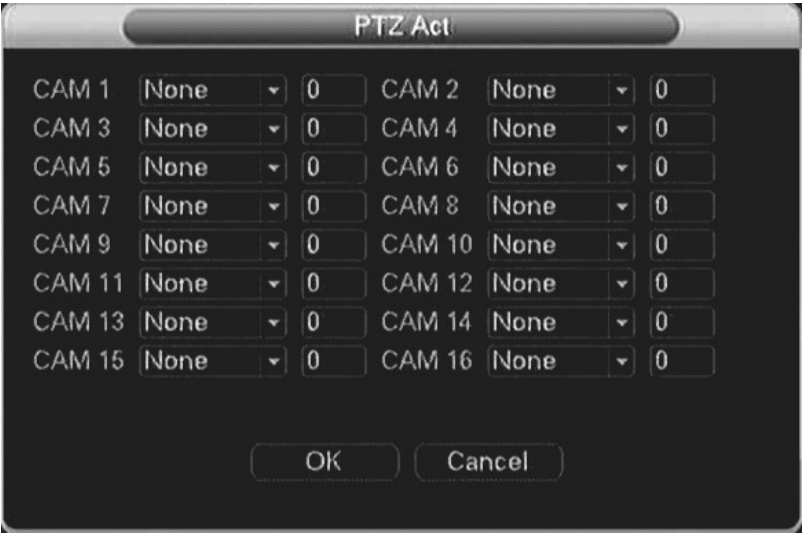 PTZ Act
CAM 1 None 0 CAM 2 None 0
CAM 3 None 0 CAM 4 None 0
CAM 5 None 0 CAM 6 None 0
CAM 7 None 0 CAM 8 None 0
CAM 9 None 0 CAM 10 None 0
CAM 11 None 0 CAM 12 None 0
CAM 13 None 0 CAM 14 None 0
CAM 15 None 0 CAM 16 None 0
OK Cancel